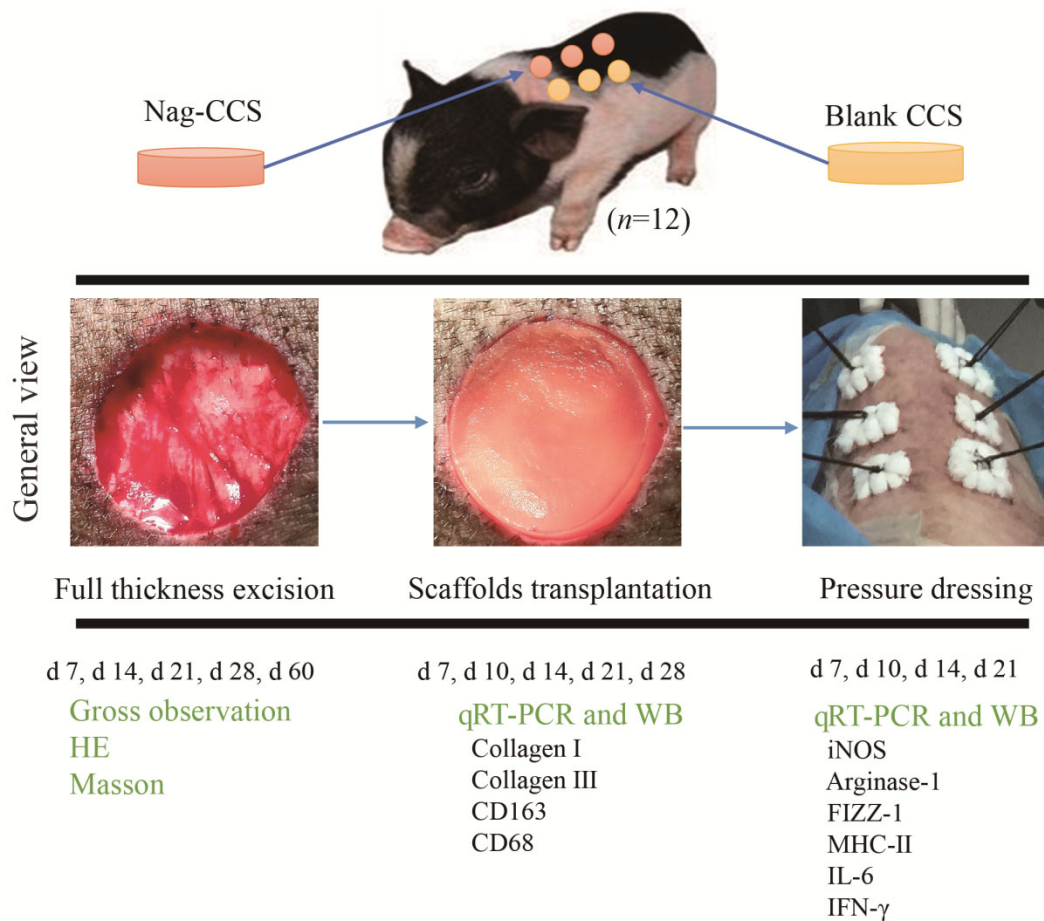 Nag-CCS
Blank CCS
(n=12)
General view
Full thickness excision
Scaffolds transplantation
Pressure dressing
d 7, d 14, d 21, d 28, d 60
Gross observation
HE
Masson
d 7, d 10, d 14, d 21, d 28
qRT-PCR and WB
Collagen I
Collagen III
CD163
CD68
d 7, d 10, d 14, d 21
qRT-PCR and WB
iNOS
Arginase-1
FIZZ-1
MHC-II
IL-6
IFN-γ